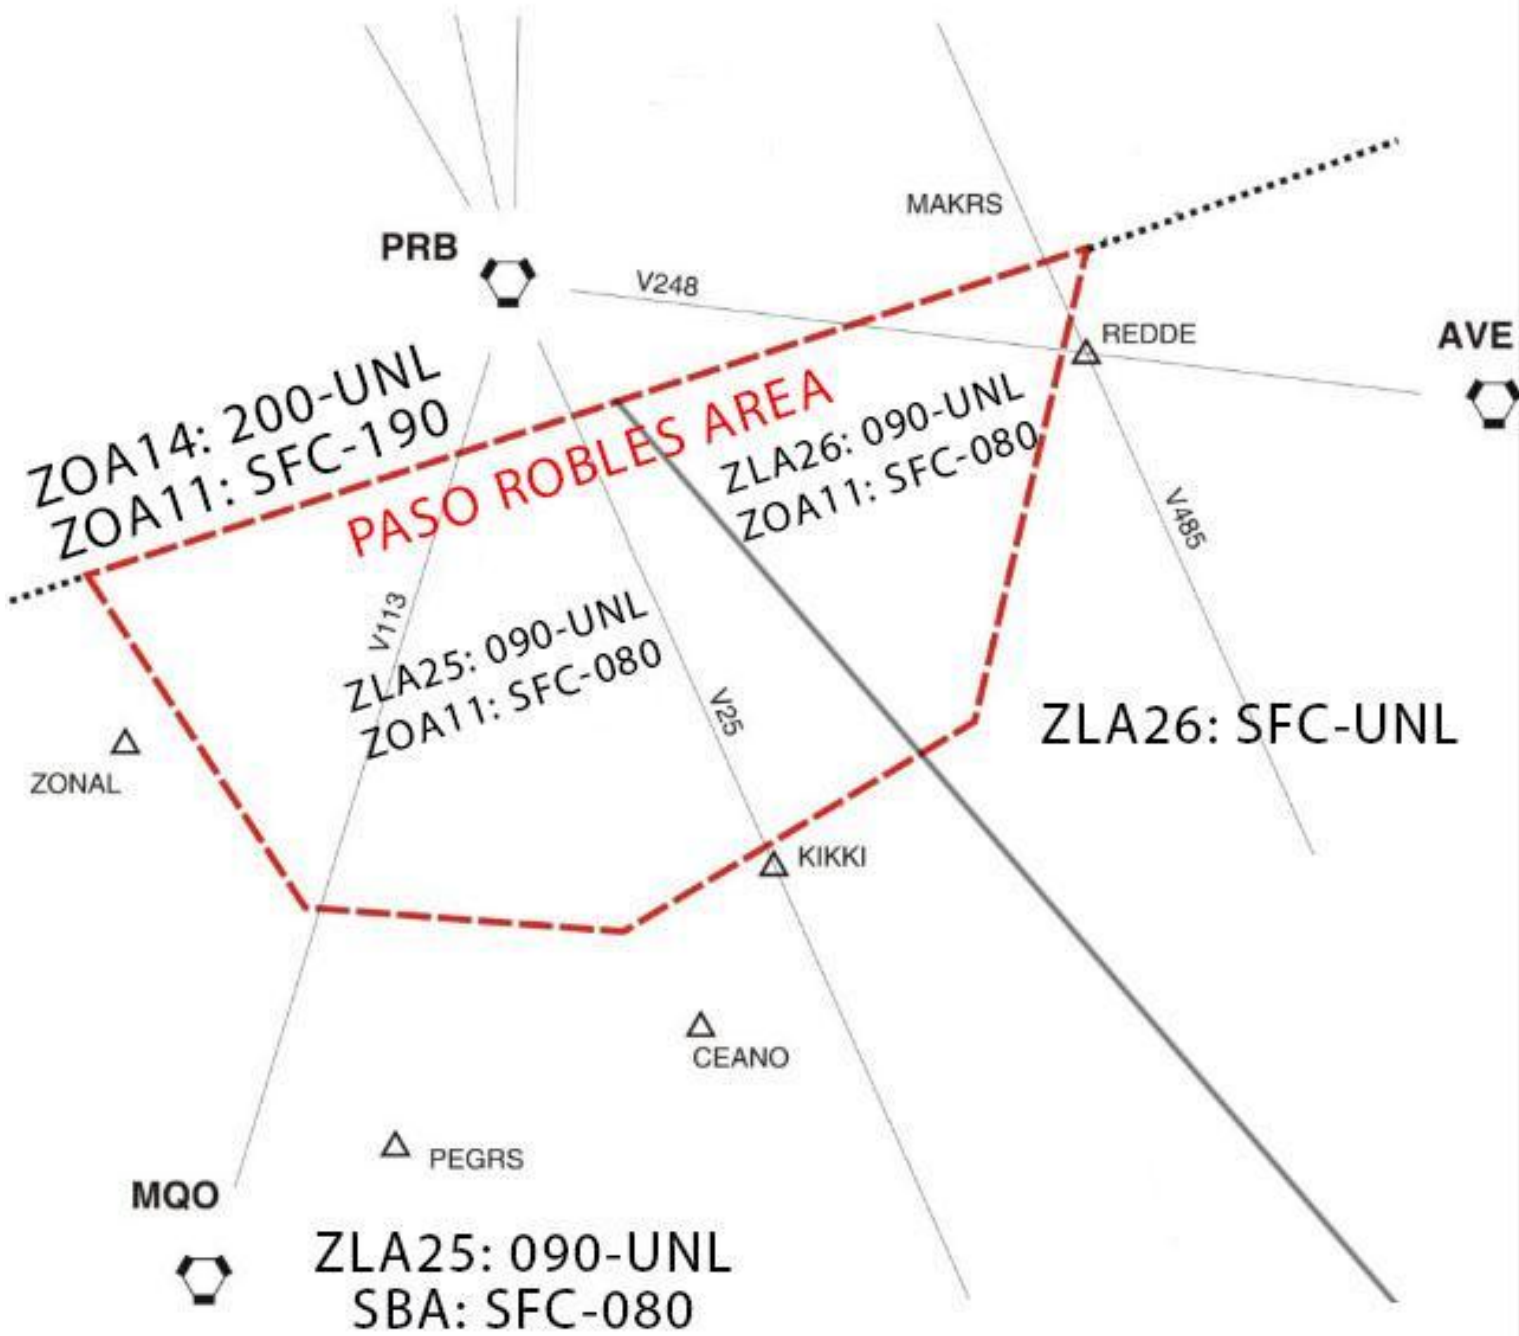 MAKRS
PRB
V248
REDDE
AVE
ZOA14: 200-UNL
ZOA11: SFC-190
PASO ROBLES AREA
ZLA26: 090-UNL
ZOA11: SFC-080
V485
V113
ZLA25: 090-UNL
ZOA11: SFC-080
V25
ZLA26: SFC-UNL
ZONAL
KIKKI
CEANO
PEGRS
MQO
ZLA25: 090-UNL
SBA: SFC-080